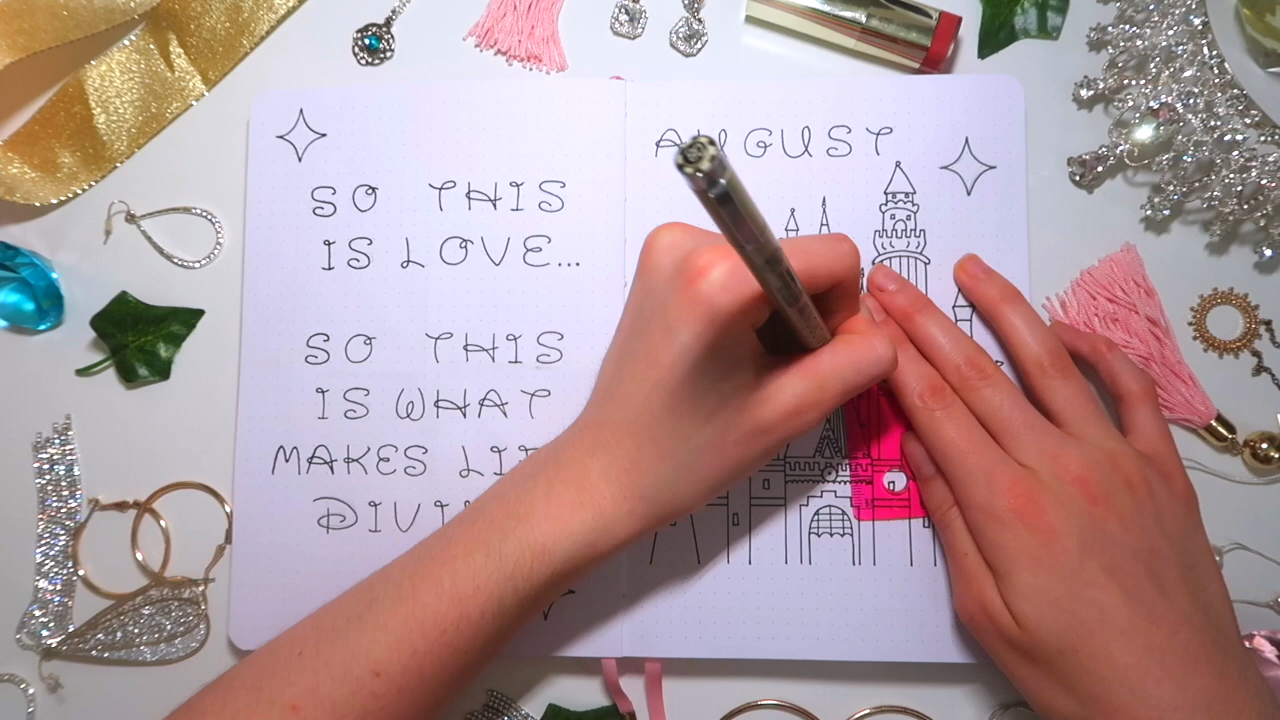 SO THIS
IS LOVE...
SO THIS
IS WHAT
MAKES
AUGUST